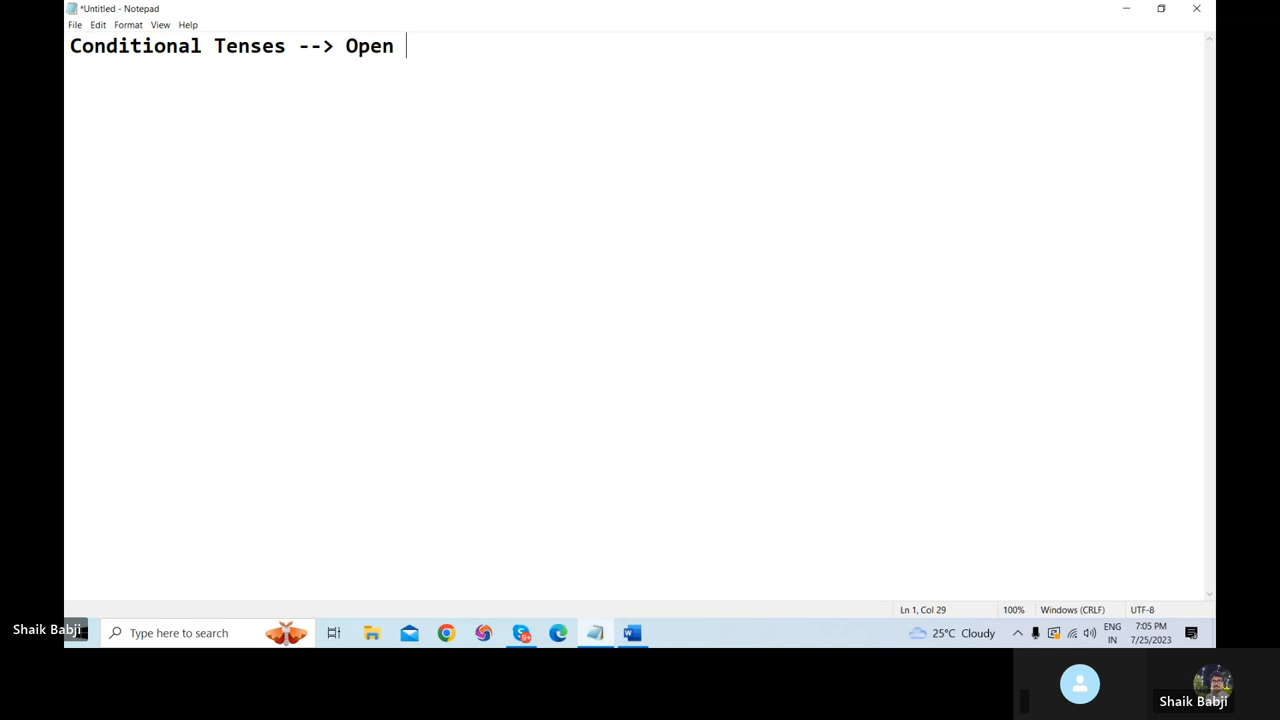 *Untitled - Notepad
File Edit Format View Help
Conditional Tenses --> Open
Ln 1, Col 29 100% Windows (CRLF) UTF-8
Shaik Babji
Type here to search
25°C Cloudy
ENG
IN
7:05 PM
7/25/2023
Shaik Babji